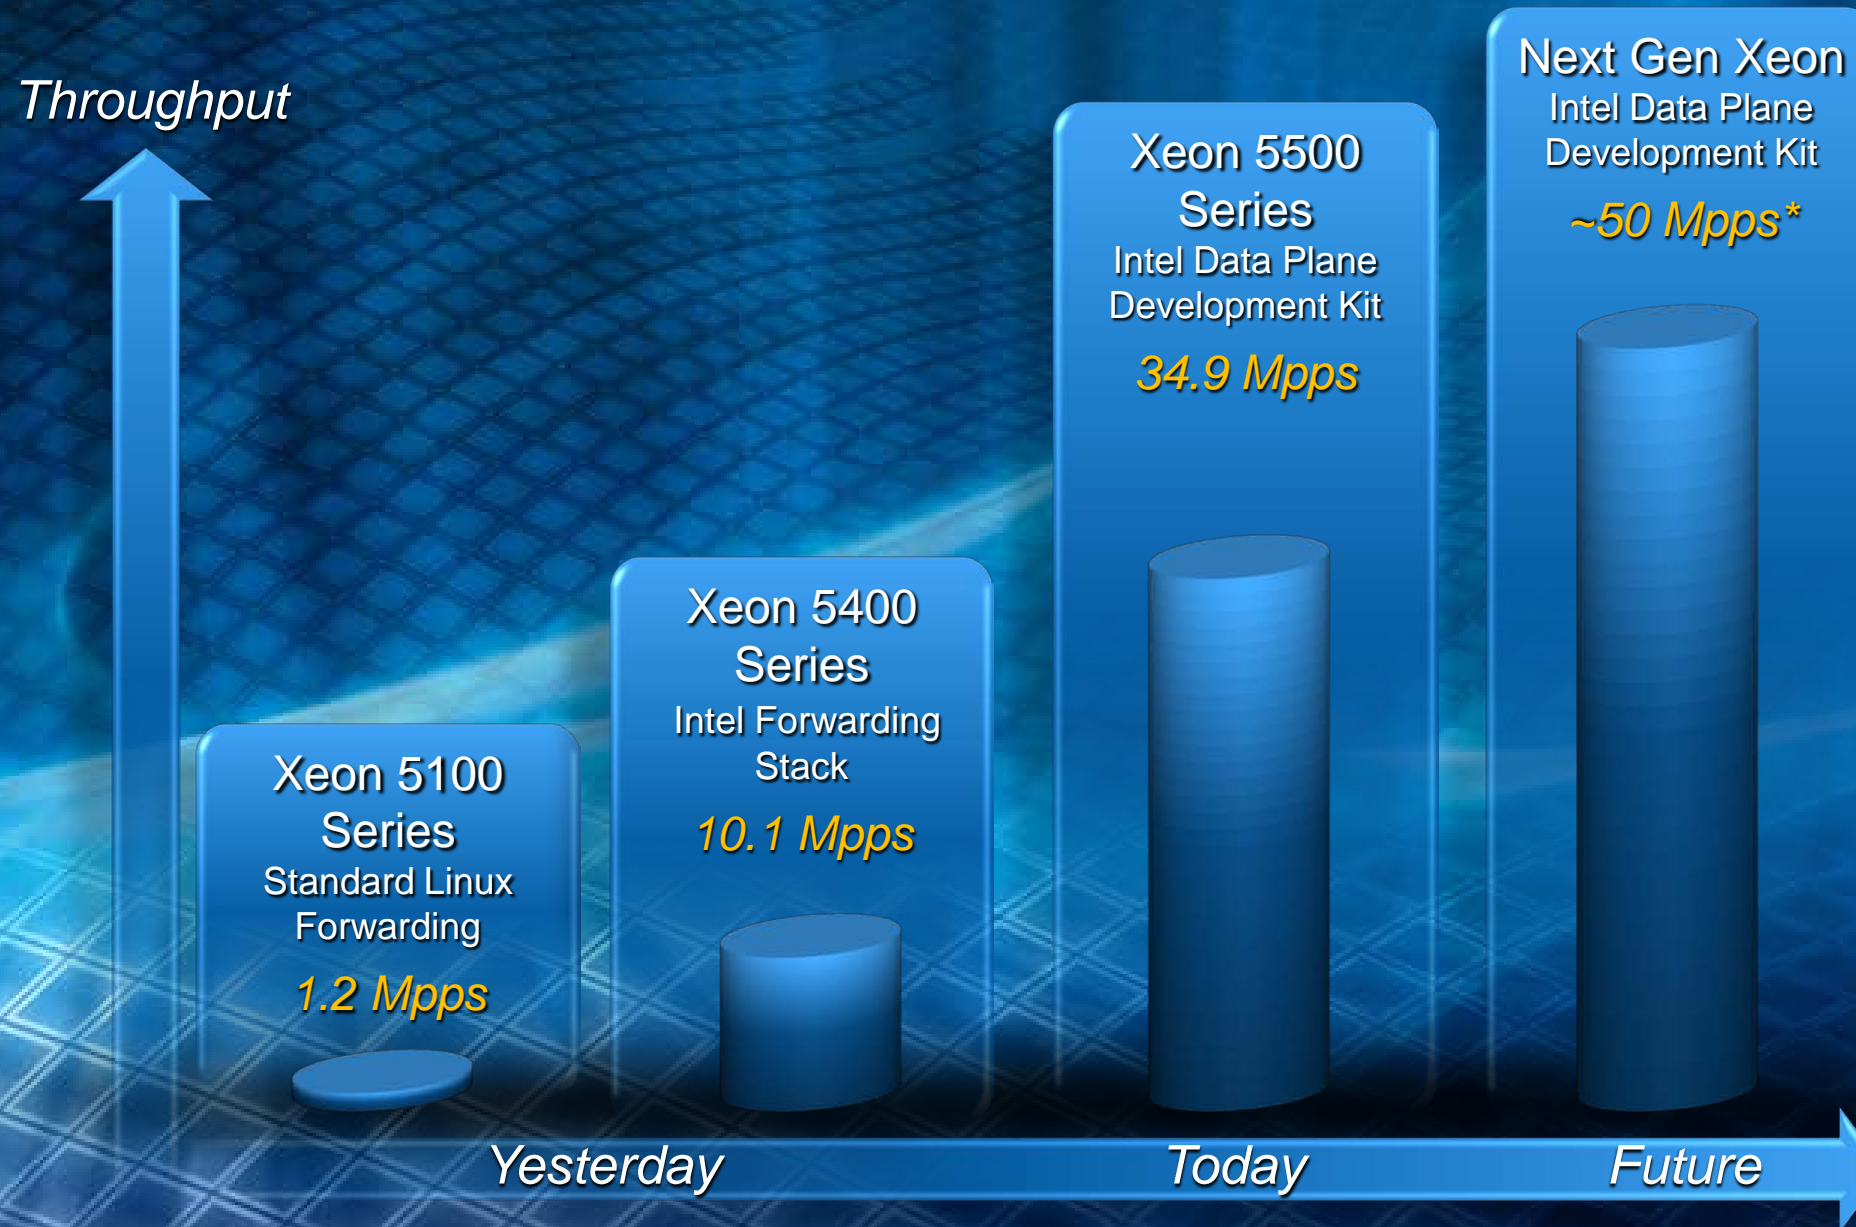 Throughput
Xeon 5100
Series
Standard Linux
Forwarding
1.2 Mpps
Xeon 5400
Series
Intel Forwarding
Stack
10.1 Mpps
Xeon 5500
Series
Intel Data Plane
Development Kit
34.9 Mpps
Next Gen Xeon
Intel Data Plane
Development Kit
~50 Mpps*
Yesterday
Today
Future